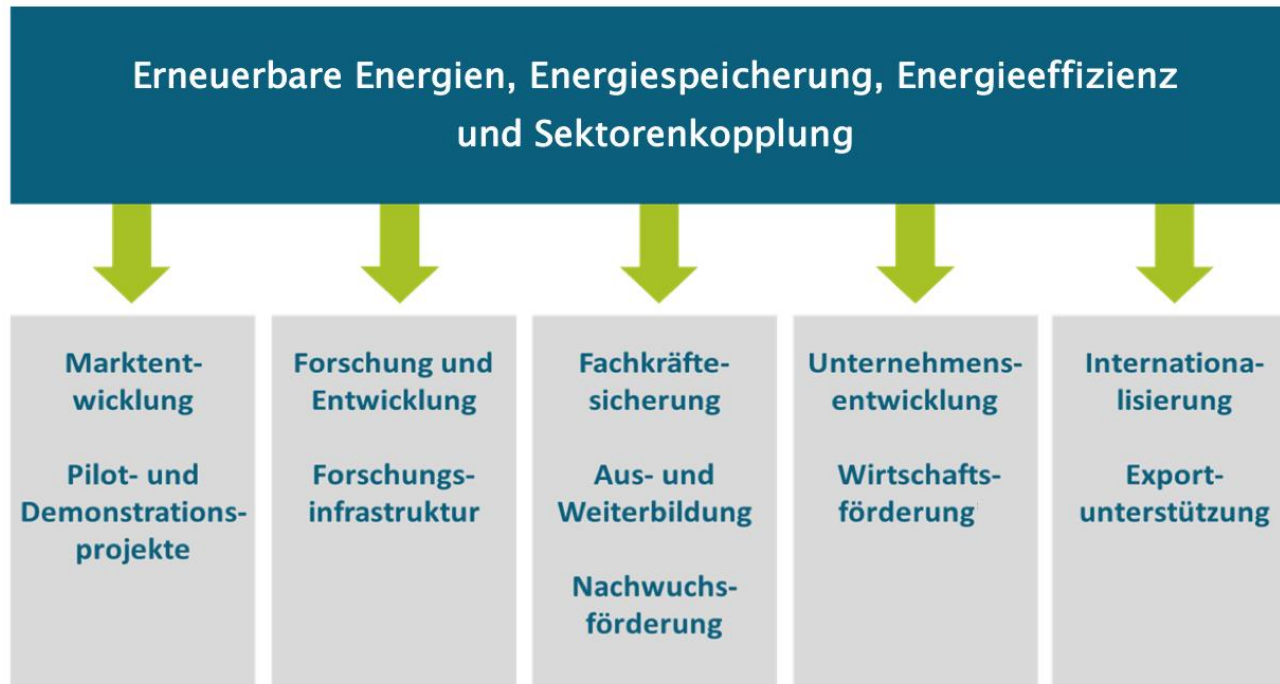 Erneuerbare Energien, Energiespeicherung, Energieeffizienz
und Sektorenkopplung
Marktent-
wicklung
Pilot- und
Demonstrations-
projekte
Forschung und
Entwicklung
Forschungs-
infrastruktur
Fachkräfte-
sicherung
Aus- und
Weiterbildung
Nachwuchs-
förderung
Unternehmens-
entwicklung
Wirtschafts-
förderung
Internationa-
lisierung
Export-
unterstützung